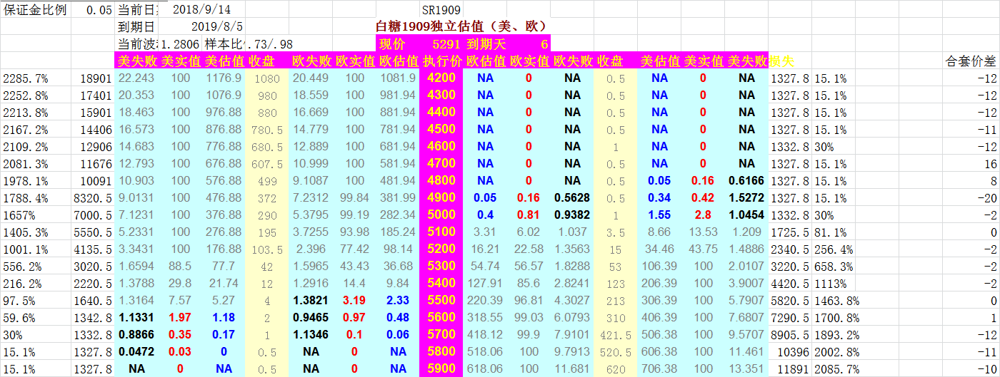 保证金比例 0.05 当前日 2018/9/14 SR1909
到期日 2019/8/5 白糖1909独立估值（美、欧）
当前波 1.2806 样本比 .73/.98 现价 5291 到期天 6
美失败 美实值 美估值 收盘 欧失败 欧实值 欧估值 执行价 欧估值 欧实值 欧失败 收盘 美估值 美实值 美失败 损失 合套价差
2285.7% 18901 22.243 100 1176.9 1080 20.449 100 1081.9 4200 NA 0 NA 0.5 NA 0 NA 1327.8 15.1% -12
2252.8% 17401 20.353 100 1076.9 980 18.559 100 981.94 4300 NA 0 NA 0.5 NA 0 NA 1327.8 15.1% -12
2213.8% 15901 18.463 100 976.88 880 16.669 100 881.94 4400 NA 0 NA 0.5 NA 0 NA 1327.8 15.1% -12
2167.2% 14406 16.573 100 876.88 780.5 14.779 100 781.94 4500 NA 0 NA 0.5 NA 0 NA 1327.8 15.1% -11
2109.2% 12906 14.683 100 776.88 680.5 12.889 100 681.94 4600 NA 0 NA 1 NA 0 NA 1332.8 30% -12
2081.3% 11676 12.793 100 676.88 607.5 10.999 100 581.94 4700 NA 0 NA 0.5 NA 0 NA 1327.8 15.1% 16
1978.1% 10091 10.903 100 576.88 499 9.1087 100 481.94 4800 NA 0 NA 0.5 0.05 0.16 0.6166 1327.8 15.1% 8
1788.4% 8320.5 9.0131 100 476.88 372 7.2312 99.84 381.99 4900 0.05 0.16 0.5628 0.5 0.34 0.42 1.5272 1327.8 15.1% -20
1657% 7000.5 7.1231 100 376.88 290 5.3795 99.19 282.34 5000 0.4 0.81 0.9382 1 1.55 2.8 1.0454 1332.8 30% -2
1405.3% 5550.5 5.2331 100 276.88 195 3.7255 93.98 185.24 5100 3.31 6.02 1.037 3.5 8.66 13.53 1.209 1725.5 81.1% 0
1001.1% 4135.5 3.3431 100 176.88 103.5 2.396 77.42 98.14 5200 16.21 22.58 1.3563 15 34.46 43.75 1.4886 2340.5 256.4% -2
556.2% 3020.5 1.6594 88.5 77.7 42 1.5965 43.43 36.68 5300 54.74 56.57 1.8288 53 106.39 100 2.0107 3220.5 658.3% -2
216.2% 2220.5 1.3788 29.8 21.74 12 1.2916 14.4 9.84 5400 127.91 85.6 2.8241 123 206.39 100 3.9007 4420.5 1113% -2
97.5% 1640.5 1.3164 7.57 5.27 4 1.3821 3.19 2.33 5500 220.39 96.81 4.3027 213 306.39 100 5.7907 5820.5 1463.8% 0
59.6% 1342.8 1.1331 1.97 1.18 2 0.9465 0.97 0.48 5600 318.55 99.03 6.0793 310 406.39 100 7.6807 7290.5 1700.8% 1
30% 1332.8 0.8866 0.35 0.17 1 1.1346 0.1 0.06 5700 418.12 99.9 7.9101 421.5 506.38 100 9.5707 8905.5 1893.2% -12
15.1% 1327.8 0.0472 0.03 0 0.5 NA 0 NA 5800 518.06 100 9.7913 520.5 606.38 100 11.461 10396 2002.8% -11
15.1% 1327.8 NA 0 NA 0.5 NA 0 NA 5900 618.06 100 11.681 620 706.38 100 13.351 11891 2085.7% -10